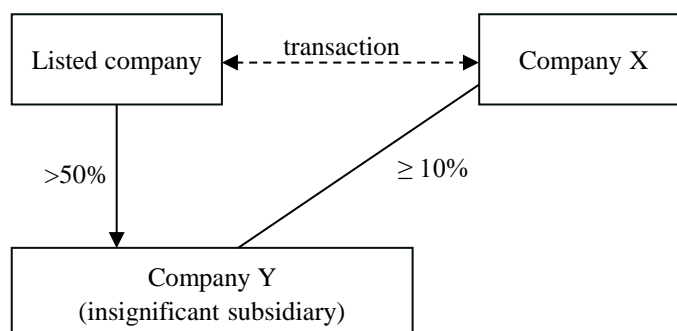 Listed company
transaction
Company X
>50%
≥ 10%
Company Y
(insignificant subsidiary)